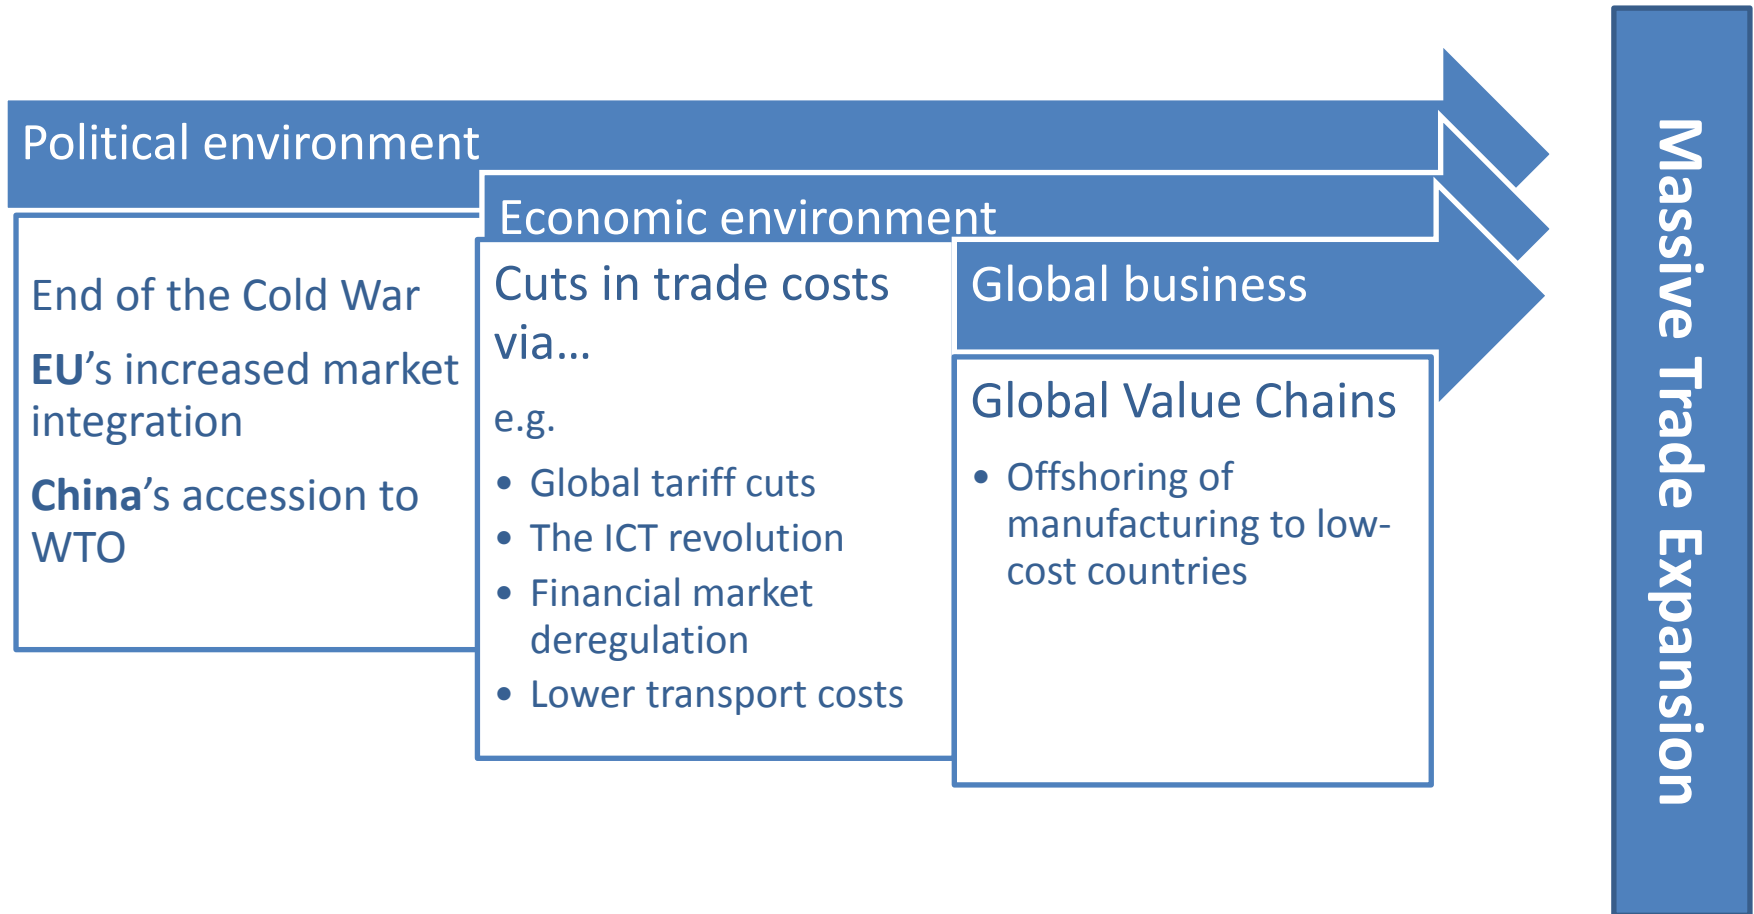 Political environment
End of the Cold War
EU’s increased market
integration
China’s accession to
WTO
Economic environment
Cuts in trade costs
via…
e.g.
• Global tariff cuts
• The ICT revolution
• Financial market
deregulation
• Lower transport costs
Global business
Global Value Chains
• Offshoring of
manufacturing to low-
cost countries
Massive Trade Expansion